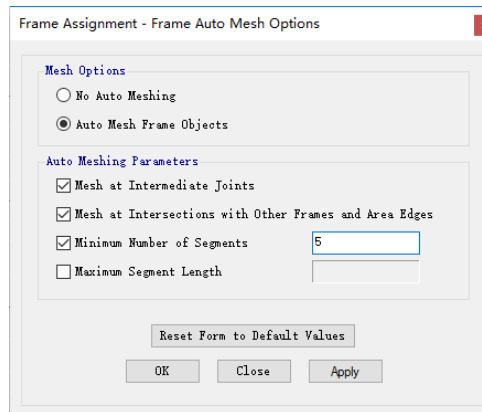 Frame Assignment - Frame Auto Mesh Options
Mesh Options
No Auto Meshing
Auto Mesh Frame Objects
Auto Meshing Parameters
Mesh at Intermediate Joints
Mesh at Intersections with Other Frames and Area Edges
Minimum Number of Segments 5
Maximum Segment Length
Reset Form to Default Values
OK Close Apply